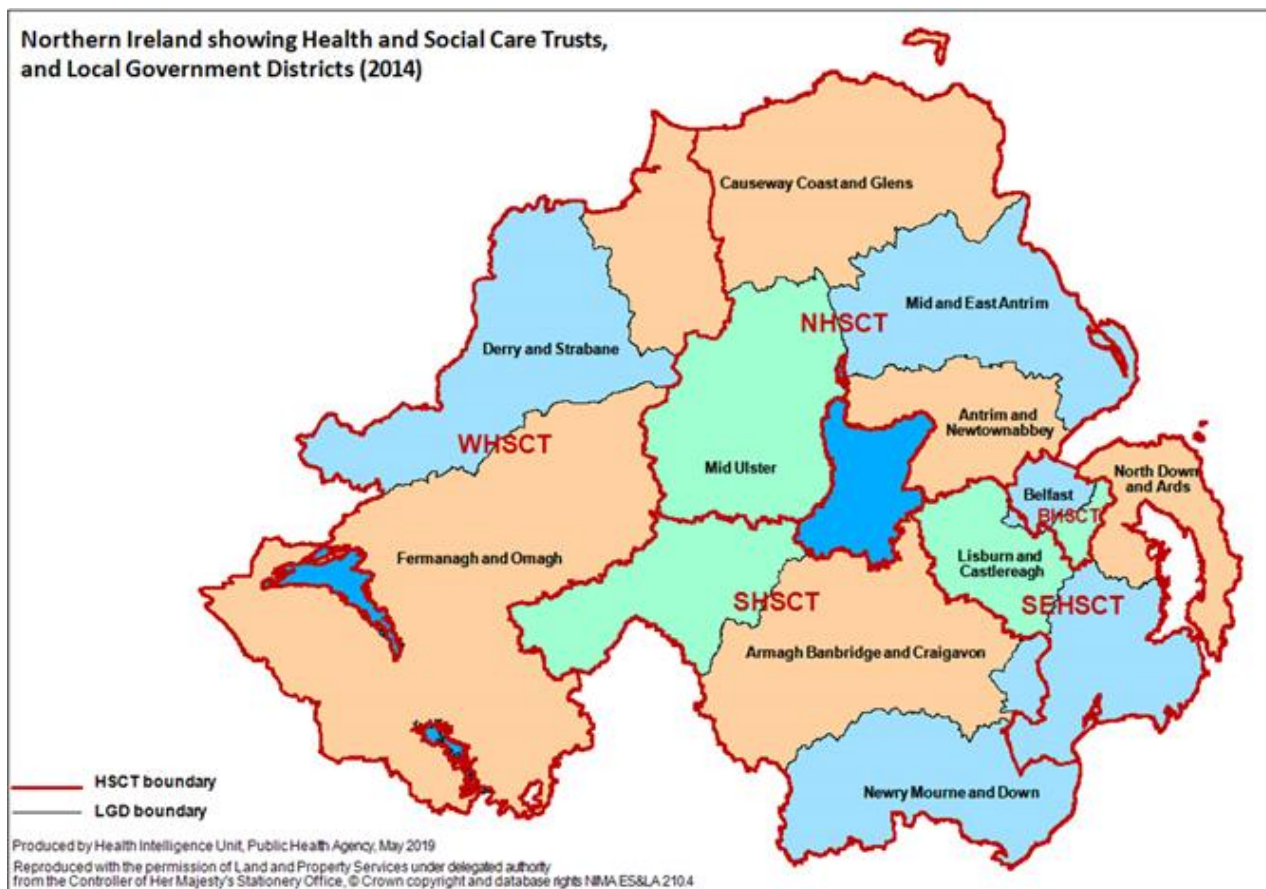 Northern Ireland showing Health and Social Care Trusts,
and Local Government Districts (2014)
Causeway Coast and Glens
Mid and East Antrim
NHSCT
Derry and Strabane
Antrim and
Newtownabbey
WHSCT
Mid Ulster
North Down
and Ards
Belfast
BHSCT
Fermanagh and Omagh
Lisburn and
Castlereagh
SHSCT
SEHSCT
Armagh Banbridge and Craigavon
HSCT boundary
Newry Mourne and Down
LGD boundary
Produced by Health Intelligence Unit, Public Health Agency, May 2019
Reproduced with the permission of Land and Property Services under delegated authority
from the Controller of Her Majesty's Stationery Office, © Crown copyright and database rights NIMA ES&LA 210.4